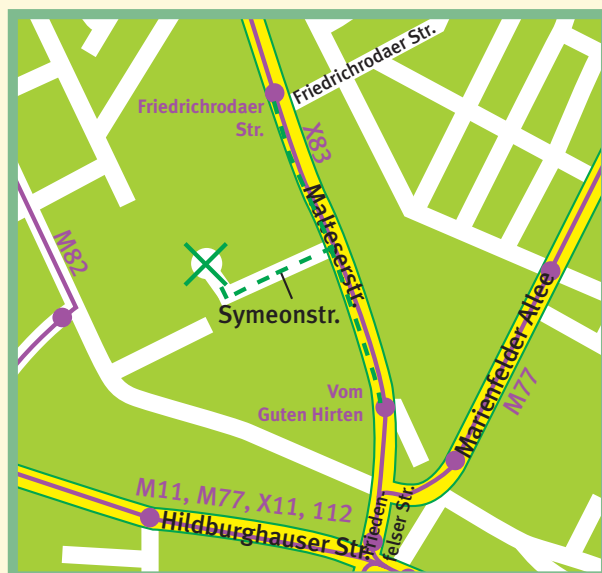 Friedrichrodaer Str.
Friedrichrodaer
Str.
X83
Malteserstr.
M82
Symeonstr.
Marienfelder Allee
M77
Vom
Guten Hirten
M11, M77, X11, 112
Hildburghauser Str.
Frieden
felser Str.